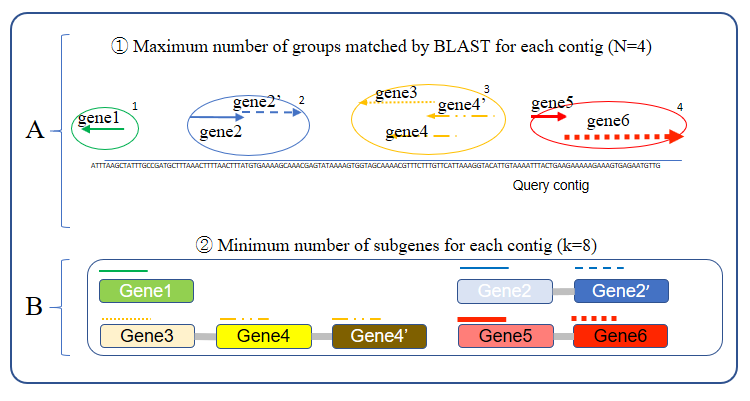 ① Maximum number of groups matched by BLAST for each contig (N=4)
A
gene1
1
gene2’
2
gene2
gene3
3
gene4’
gene4
gene5
4
gene6
ATTTAAGCTATTTGCCGATGCTTTAAACTTTTAACTTTATGTGAAAAGCAAACGAGTATAAAAGTGGTAGCAAAACGTTTCTTTGTTCATTAAAGGTACATTGTAAAATTTACTGAAGAAAAAGAAAGTGAGAATGTTG
Query contig
② Minimum number of subgenes for each contig (k=8)
B
Gene1
Gene2
Gene2’
Gene3
Gene4
Gene4’
Gene5
Gene6